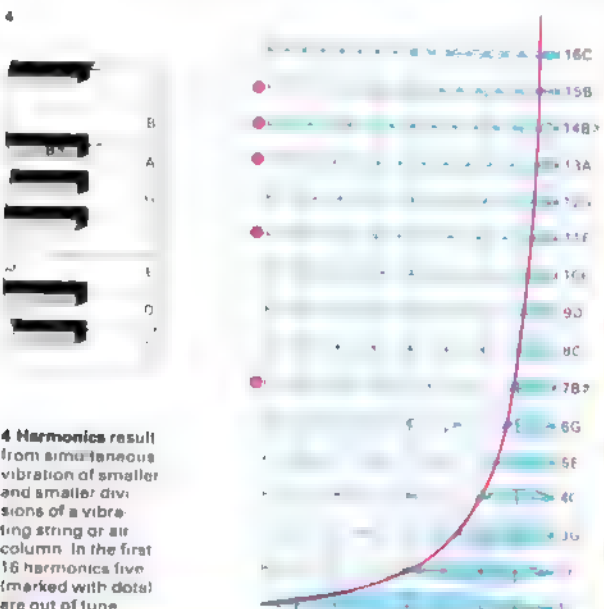 4
16C
15B
B
14B♭
A
13A
11F
E
D
9D
8C
7B♭
6G
5E
4C
3G
4 Harmonics result
from simultaneous
vibration of smaller
and smaller divi-
sions of a vibra-
ting string or air
column. In the first
16 harmonics five
(marked with dots)
are out of tune